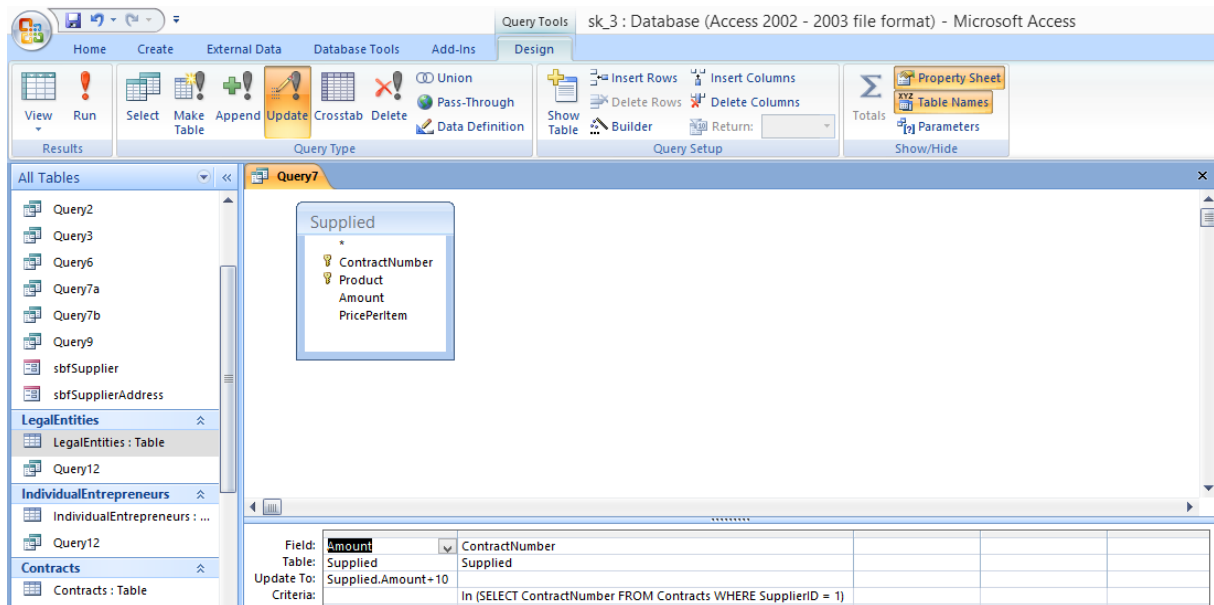 Query Tools
sk_3 : Database (Access 2002 - 2003 file format) - Microsoft Access
Home Create External Data Database Tools Add-Ins Design
View
Run
Results
Select
Make Table
Append
Update
Crosstab
Delete
Union
Pass-Through
Data Definition
Query Type
Show Table
Insert Rows
Delete Rows
Builder
Insert Columns
Delete Columns
Return:
Query Setup
Totals
Property Sheet
XYZ Table Names
[?] Parameters
Show/Hide
All Tables
Query2
Query3
Query6
Query7a
Query7b
Query9
sbfSupplier
sbfSupplierAddress
LegalEntities
LegalEntities : Table
Query12
IndividualEntrepreneurs
IndividualEntrepreneurs : ...
Query12
Contracts
Contracts : Table
Query7
Supplied
*
ContractNumber
Product
Amount
PricePerItem
Field: Amount ContractNumber
Table: Supplied Supplied
Update To: Supplied.Amount+10
Criteria: In (SELECT ContractNumber FROM Contracts WHERE SupplierID = 1)